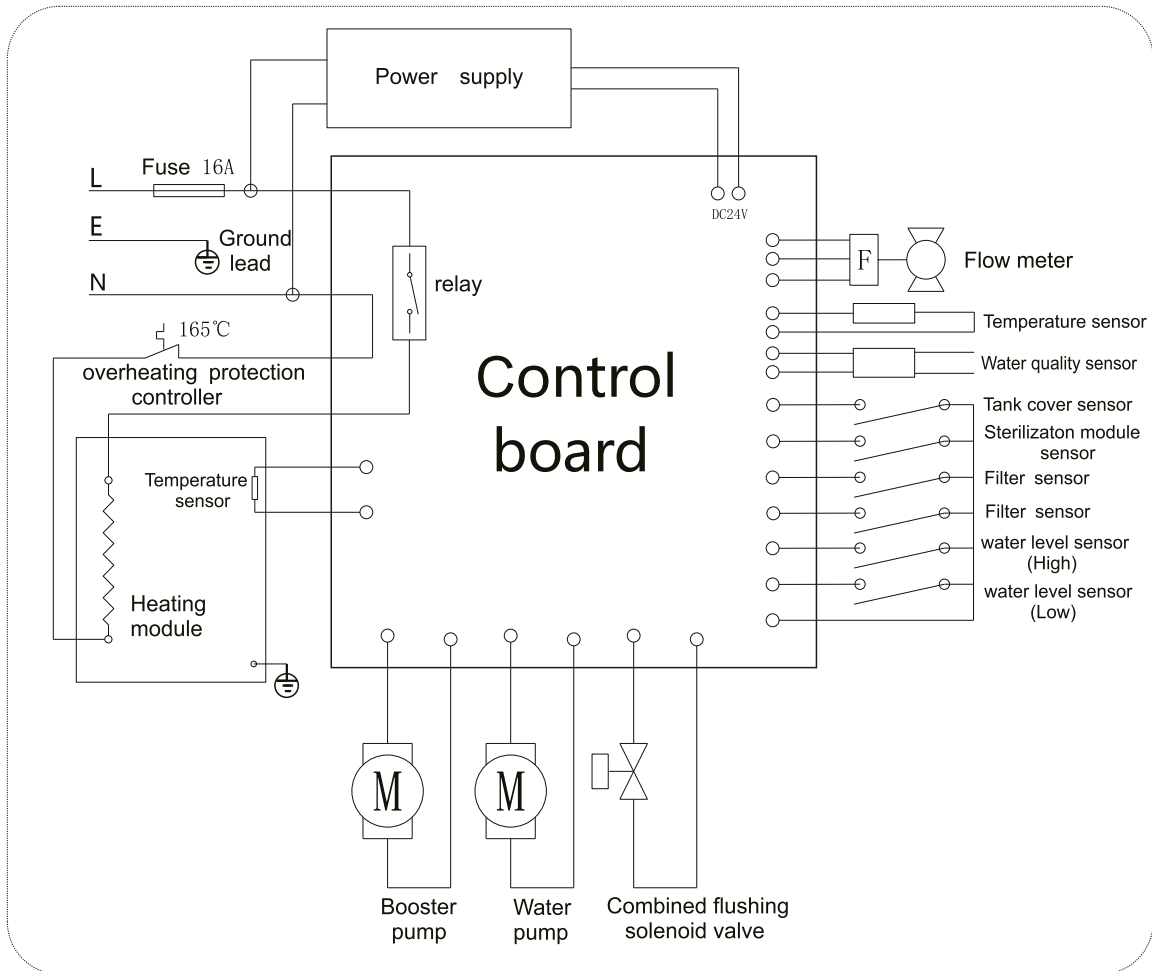 Power supply
Fuse 16A
L
E
Ground
lead
N
165℃
overheating protection
controller
relay
DC24V
F
Flow meter
Temperature sensor
Water quality sensor
Tank cover sensor
Sterilizaton module
sensor
Filter sensor
Filter sensor
water level sensor
(High)
water level sensor
(Low)
Control
board
Temperature
sensor
Heating
module
M
M
Booster
pump
Water
pump
Combined flushing
solenoid valve